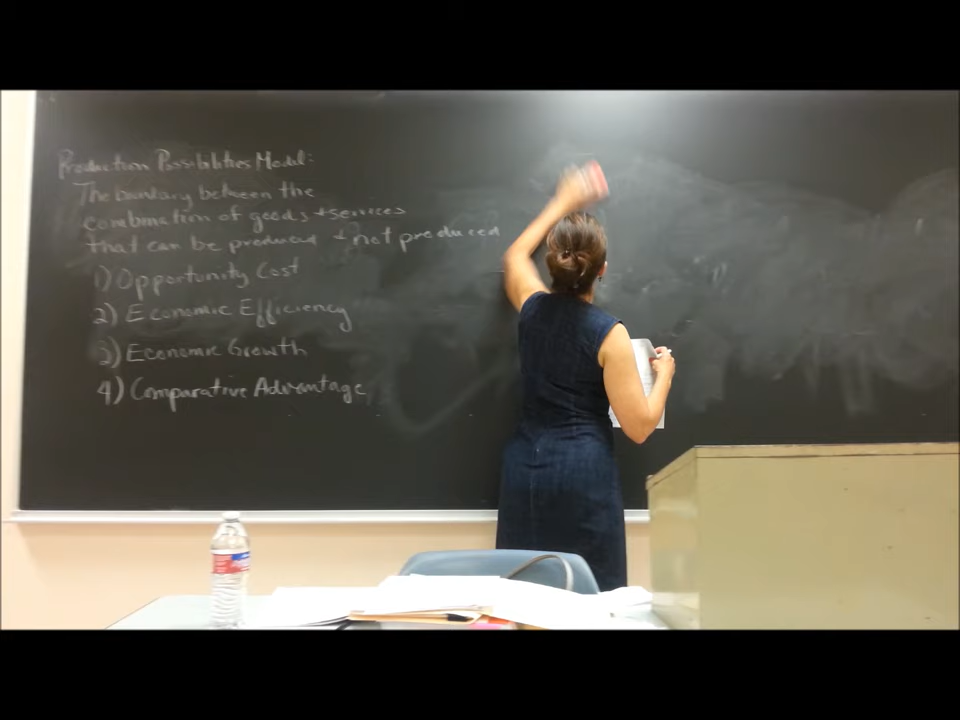 Production Possibilities Model:
The boundary between the
combination of goods + services
that can be produced + not produced
1) Opportunity Cost
2) Economic Efficiency
3) Economic Growth
4) Comparative Advantage